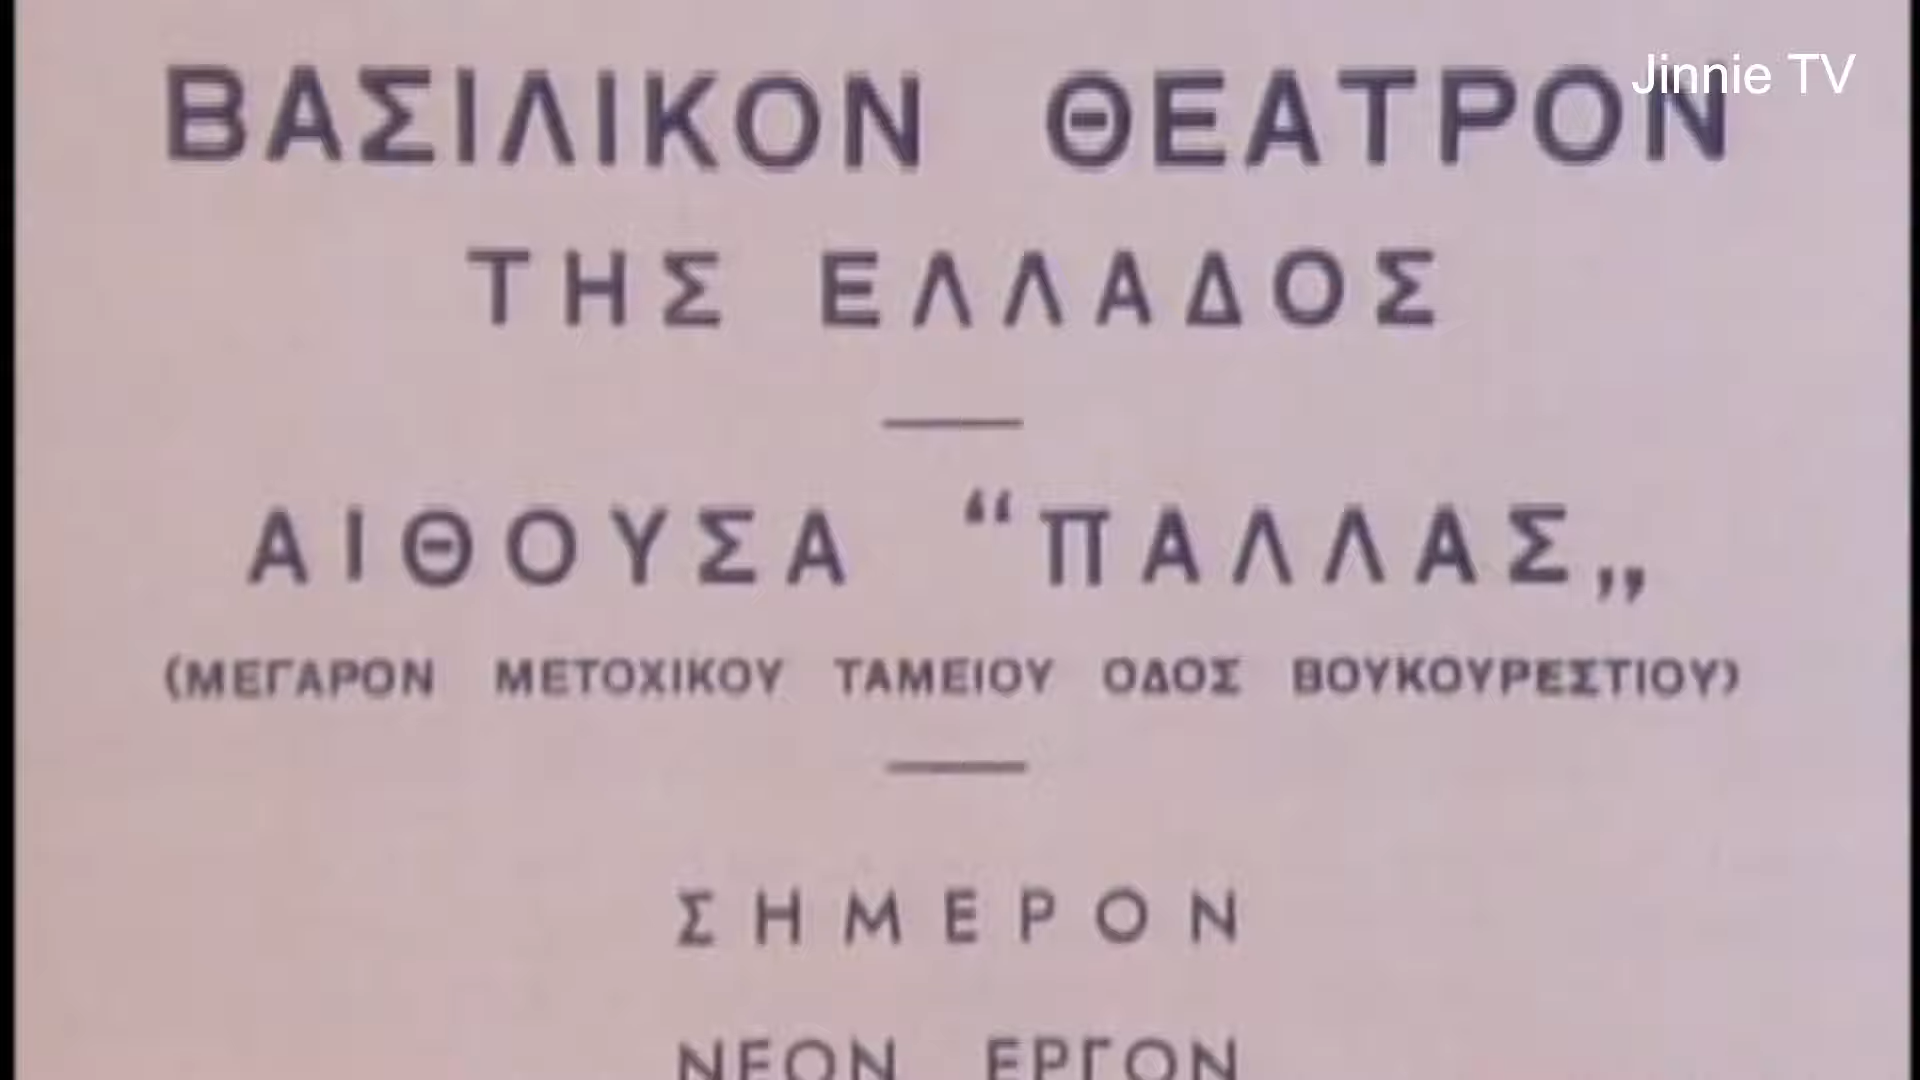 Jinnie TV
ΒΑΣΙΛΙΚΟΝ ΘΕΑΤΡΟΝ
ΤΗΣ ΕΛΛΑΔΟΣ
ΑΙΘΟΥΣΑ “ΠΑΛΛΑΣ„
(ΜΕΓΑΡΟΝ ΜΕΤΟΧΙΚΟΥ ΤΑΜΕΙΟΥ ΟΔΟΣ ΒΟΥΚΟΥΡΕΣΤΙΟΥ)
ΣΗΜΕΡΟΝ
ΝΕΟΝ ΕΡΓΟΝ